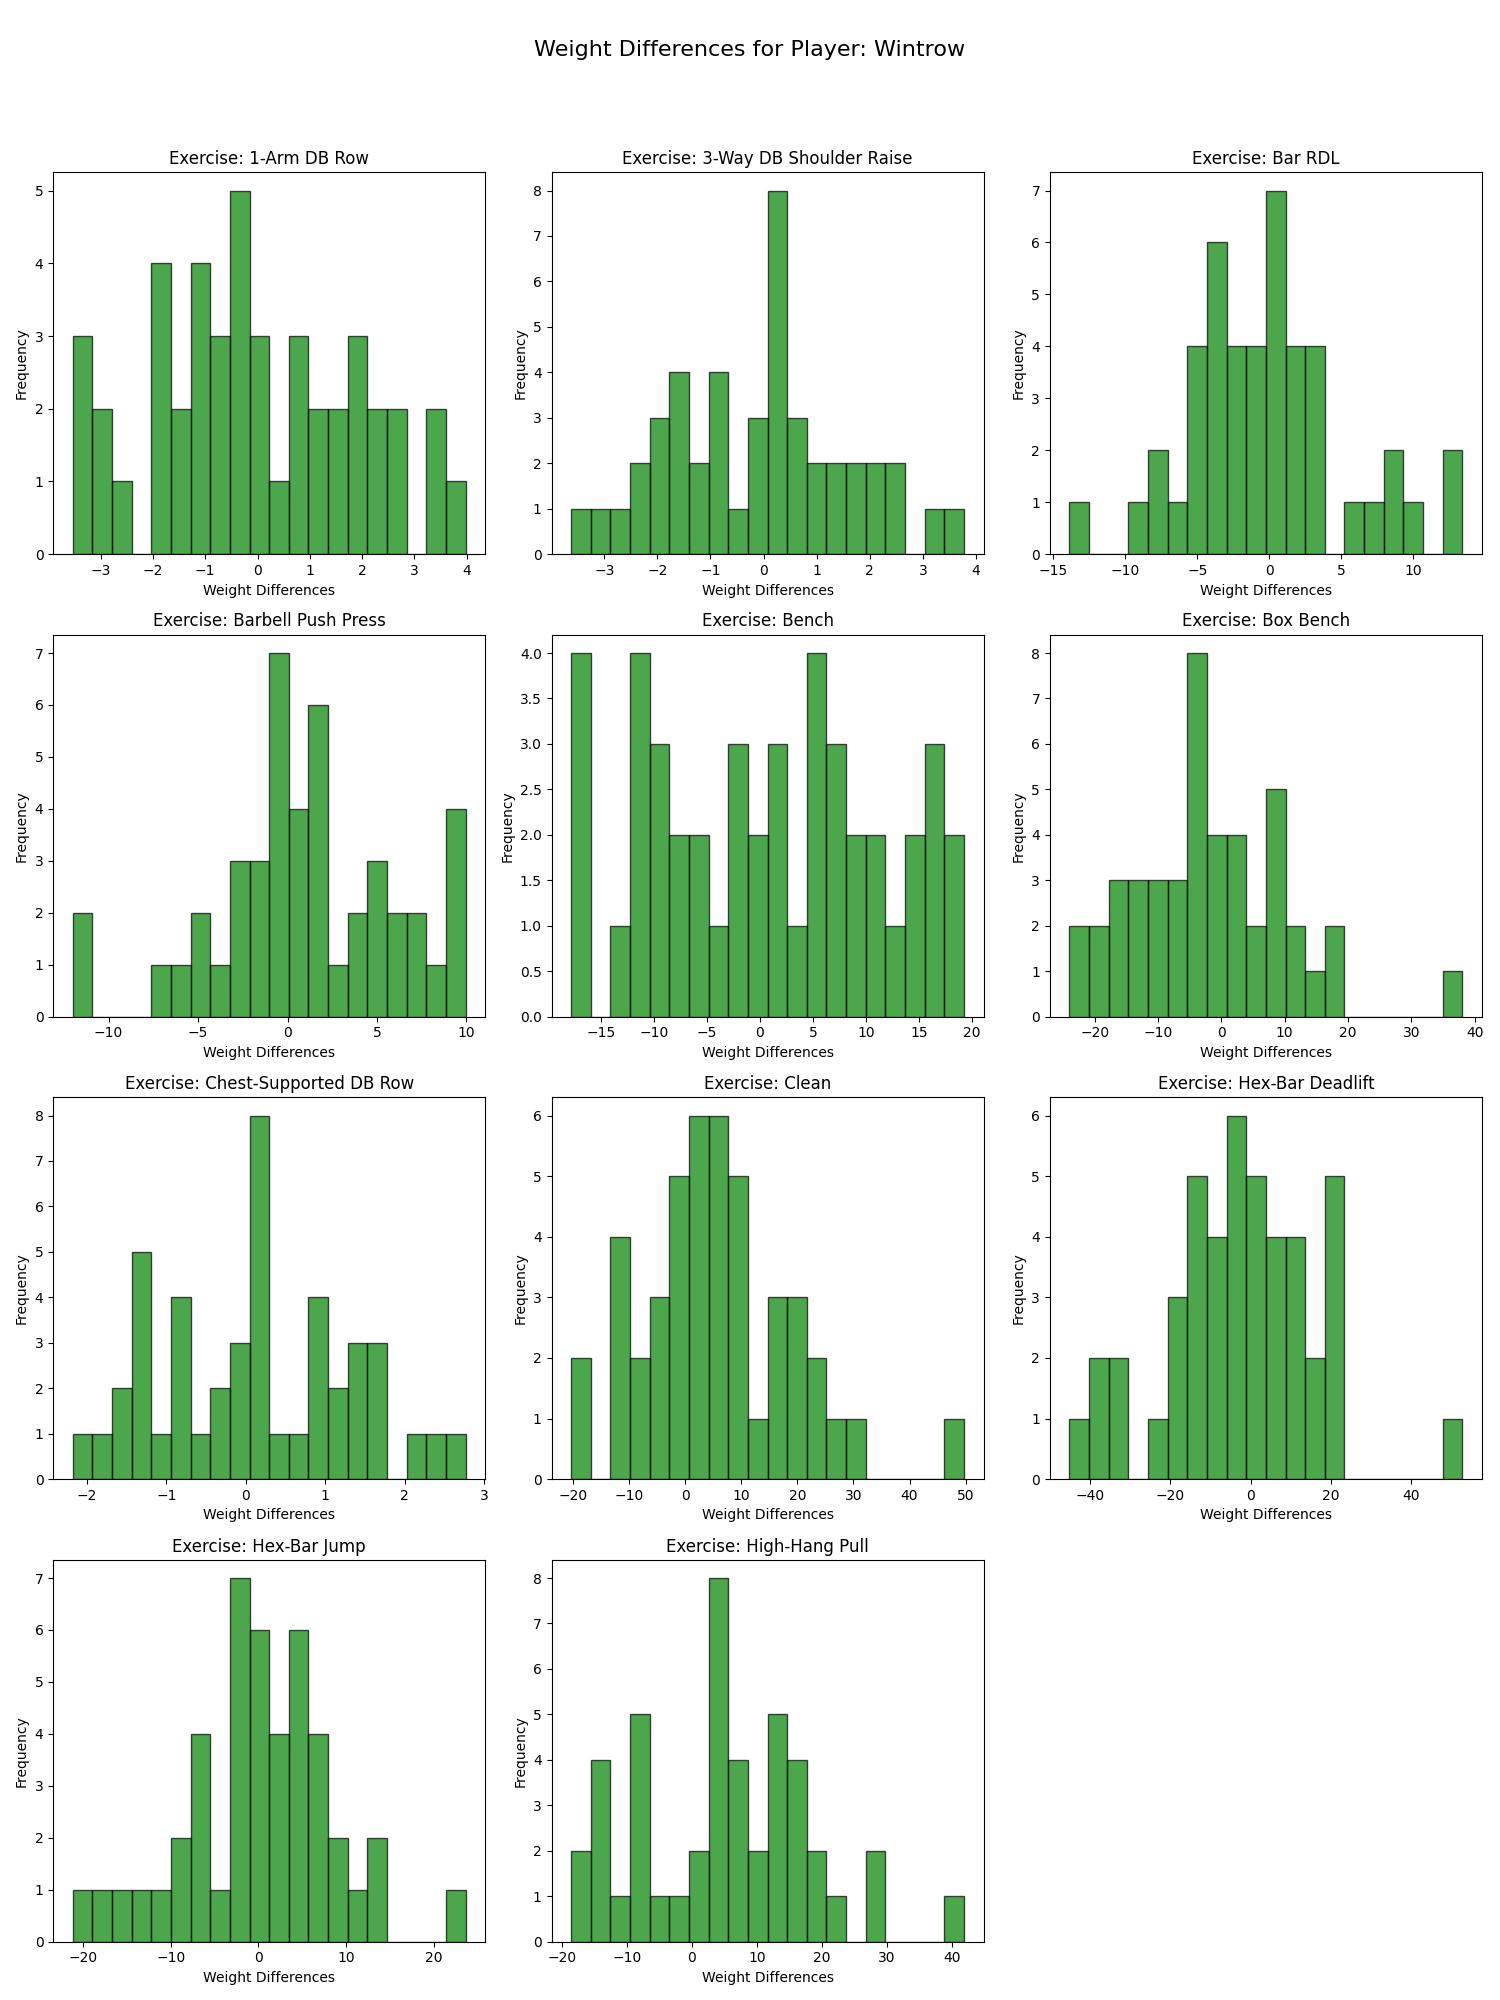 Weight Differences for Player: Wintrow
Exercise: 1-Arm DB Row
Frequency
5
4
3
2
1
0
−3 −2 −1 0 1 2 3 4
Weight Differences
Exercise: 3-Way DB Shoulder Raise
Frequency
8
7
6
5
4
3
2
1
0
−3 −2 −1 0 1 2 3 4
Weight Differences
Exercise: Bar RDL
Frequency
7
6
5
4
3
2
1
0
−15 −10 −5 0 5 10
Weight Differences
Exercise: Barbell Push Press
Frequency
7
6
5
4
3
2
1
0
−10 −5 0 5 10
Weight Differences
Exercise: Bench
Frequency
4.0
3.5
3.0
2.5
2.0
1.5
1.0
0.5
0.0
−15 −10 −5 0 5 10 15 20
Weight Differences
Exercise: Box Bench
Frequency
8
7
6
5
4
3
2
1
0
−20 −10 0 10 20 30 40
Weight Differences
Exercise: Chest-Supported DB Row
Frequency
8
7
6
5
4
3
2
1
0
−2 −1 0 1 2 3
Weight Differences
Exercise: Clean
Frequency
6
5
4
3
2
1
0
−20 −10 0 10 20 30 40 50
Weight Differences
Exercise: Hex-Bar Deadlift
Frequency
6
5
4
3
2
1
0
−40 −20 0 20 40
Weight Differences
Exercise: Hex-Bar Jump
Frequency
7
6
5
4
3
2
1
0
−20 −10 0 10 20
Weight Differences
Exercise: High-Hang Pull
Frequency
8
7
6
5
4
3
2
1
0
−20 −10 0 10 20 30 40
Weight Differences